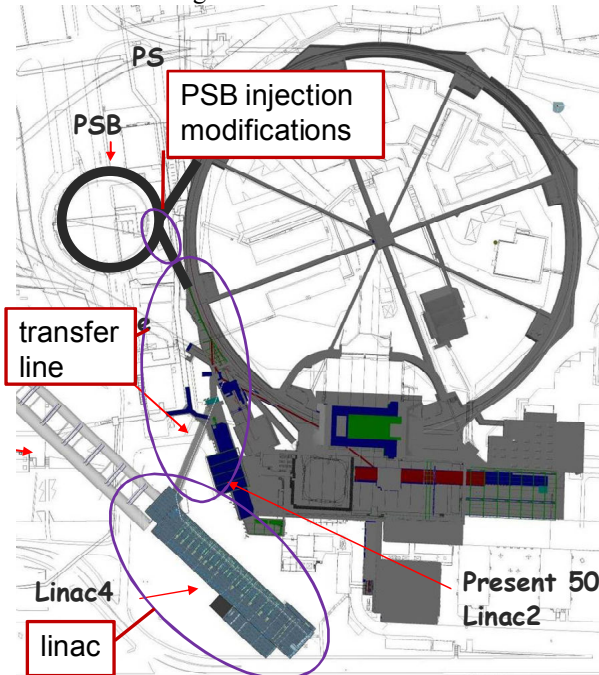 PS
PSB injection
modifications
PSB
transfer
line
Linac4
linac
Present 50
Linac2